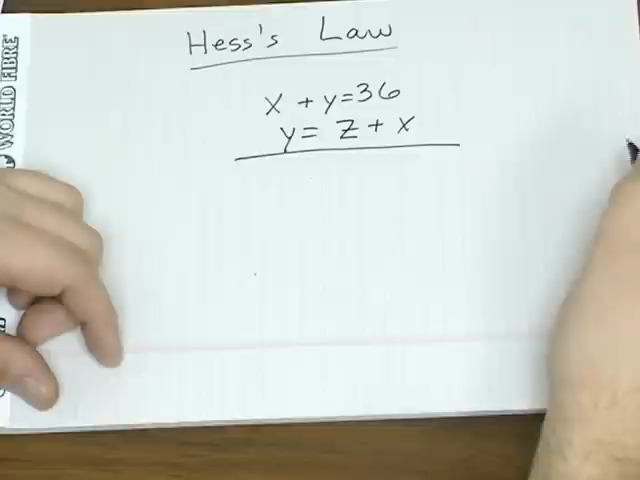 Hess's Law
x + y = 36
y = z + x
WORLD FIBRE